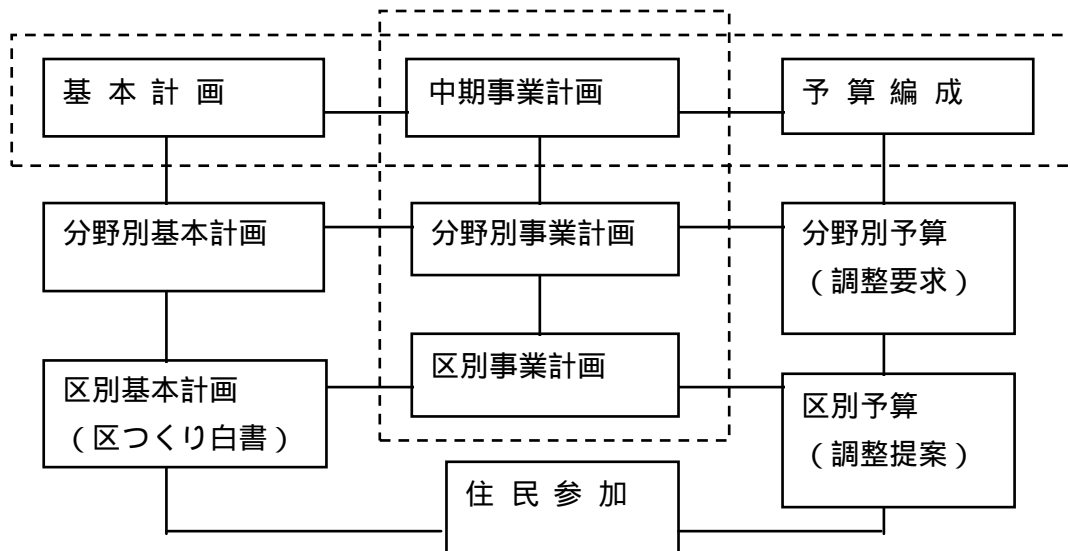 基 本 計 画
中期事業計画
予 算 編 成
分野別基本計画
分野別事業計画
分野別予算
（調整要求）
区別基本計画
（区つくり白書）
区別事業計画
区別予算
（調整提案）
住 民 参 加